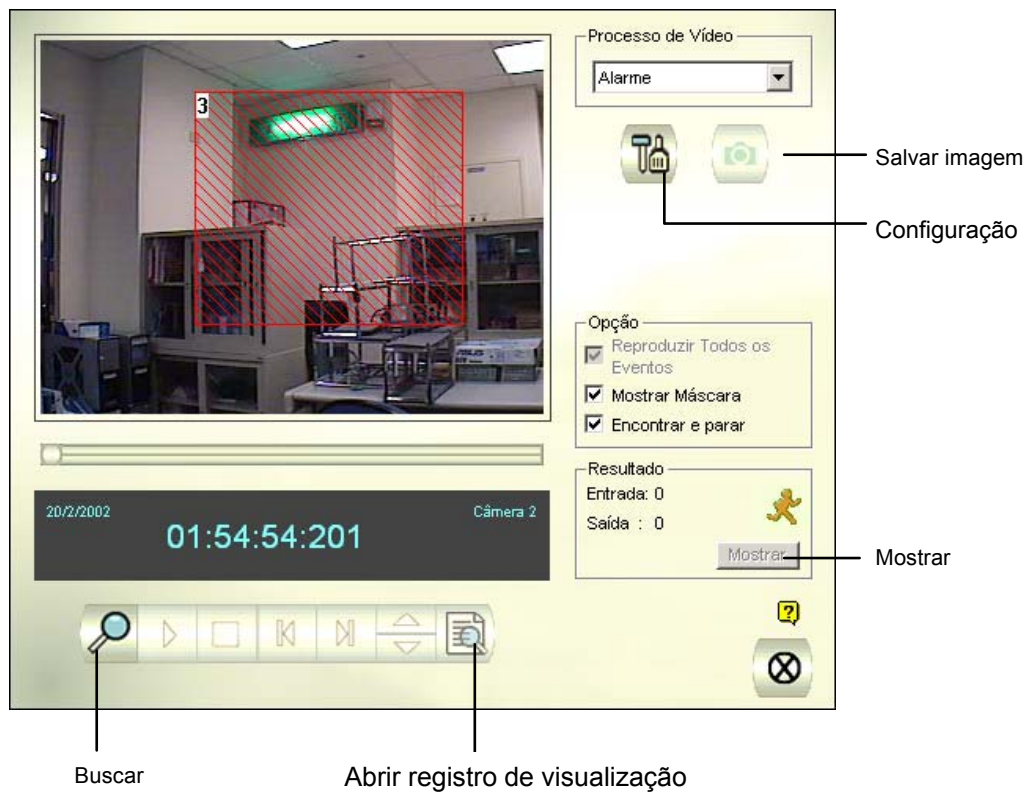 Processo de Vídeo
Alarme
3
Salvar imagem
Configuração
Opção
Reproduzir Todos os
Eventos
Mostrar Máscara
Encontrar e parar
Resultado
Entrada: 0
Saída : 0
Mostrar
Mostrar
20/2/2002
Câmera 2
01:54:54:201
?
Buscar
Abrir registro de visualização